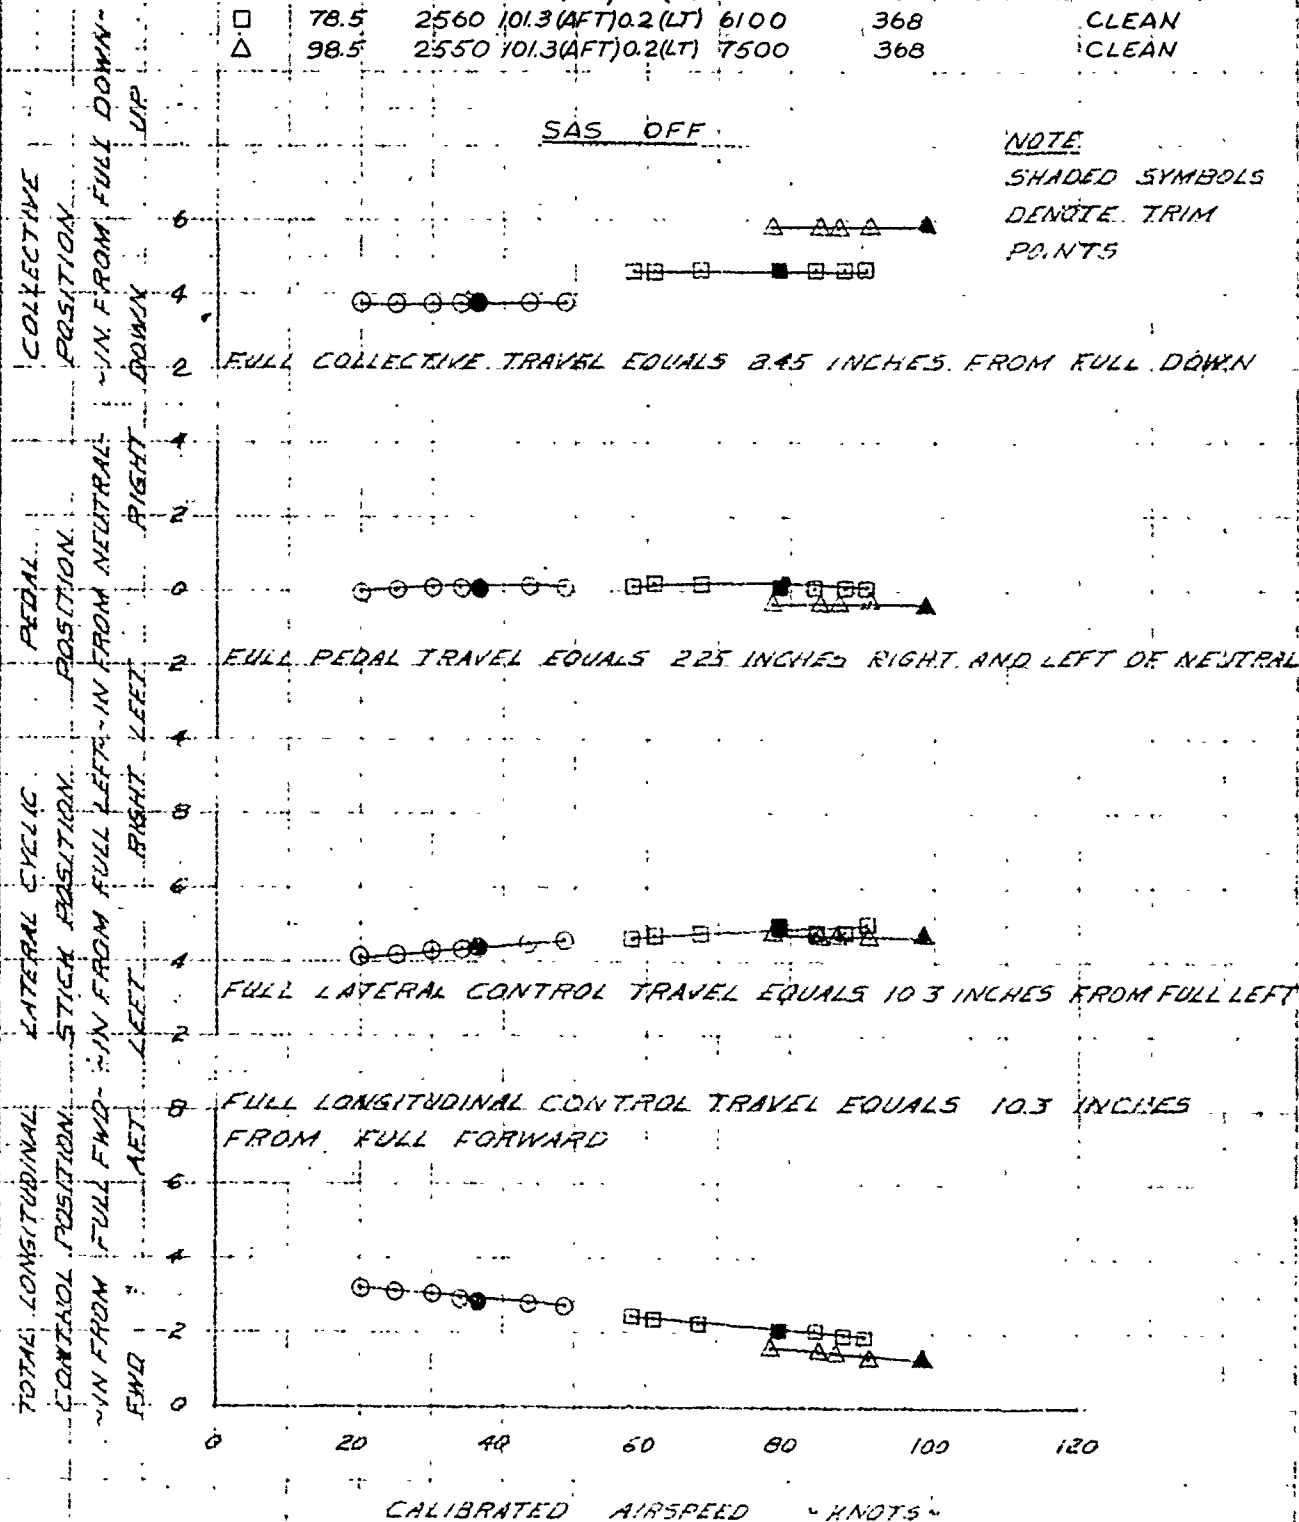 □ 78.5 2560 101.3(AFT) 0.2(LT) 6100 368 CLEAN
△ 98.5 2550 101.3(AFT) 0.2(LT) 7500 368 CLEAN
SAS OFF
NOTE
SHADED SYMBOLS
DENOTE TRIM
POINTS
COLLECTIVE
POSITION
~IN. FROM FULL DOWN~
DOWN UP
6
4
2
FULL COLLECTIVE TRAVEL EQUALS 8.45 INCHES FROM FULL DOWN
PEDAL
POSITION
~IN FROM NEUTRAL~
LEFT RIGHT
4
2
0
2
4
FULL PEDAL TRAVEL EQUALS 2.25 INCHES RIGHT AND LEFT OF NEUTRAL
LATERAL CYCLIC
STICK POSITION
~IN FROM FULL LEFT~
LEFT RIGHT
8
6
4
2
FULL LATERAL CONTROL TRAVEL EQUALS 10.3 INCHES FROM FULL LEFT
TOTAL LONGITUDINAL
CONTROL POSITION
~IN FROM FULL FWD~
FWD AFT
8
6
4
2
0
FULL LONGITUDINAL CONTROL TRAVEL EQUALS 10.3 INCHES
FROM FULL FORWARD
0 20 40 60 80 100 120
CALIBRATED AIRSPEED ~KNOTS~